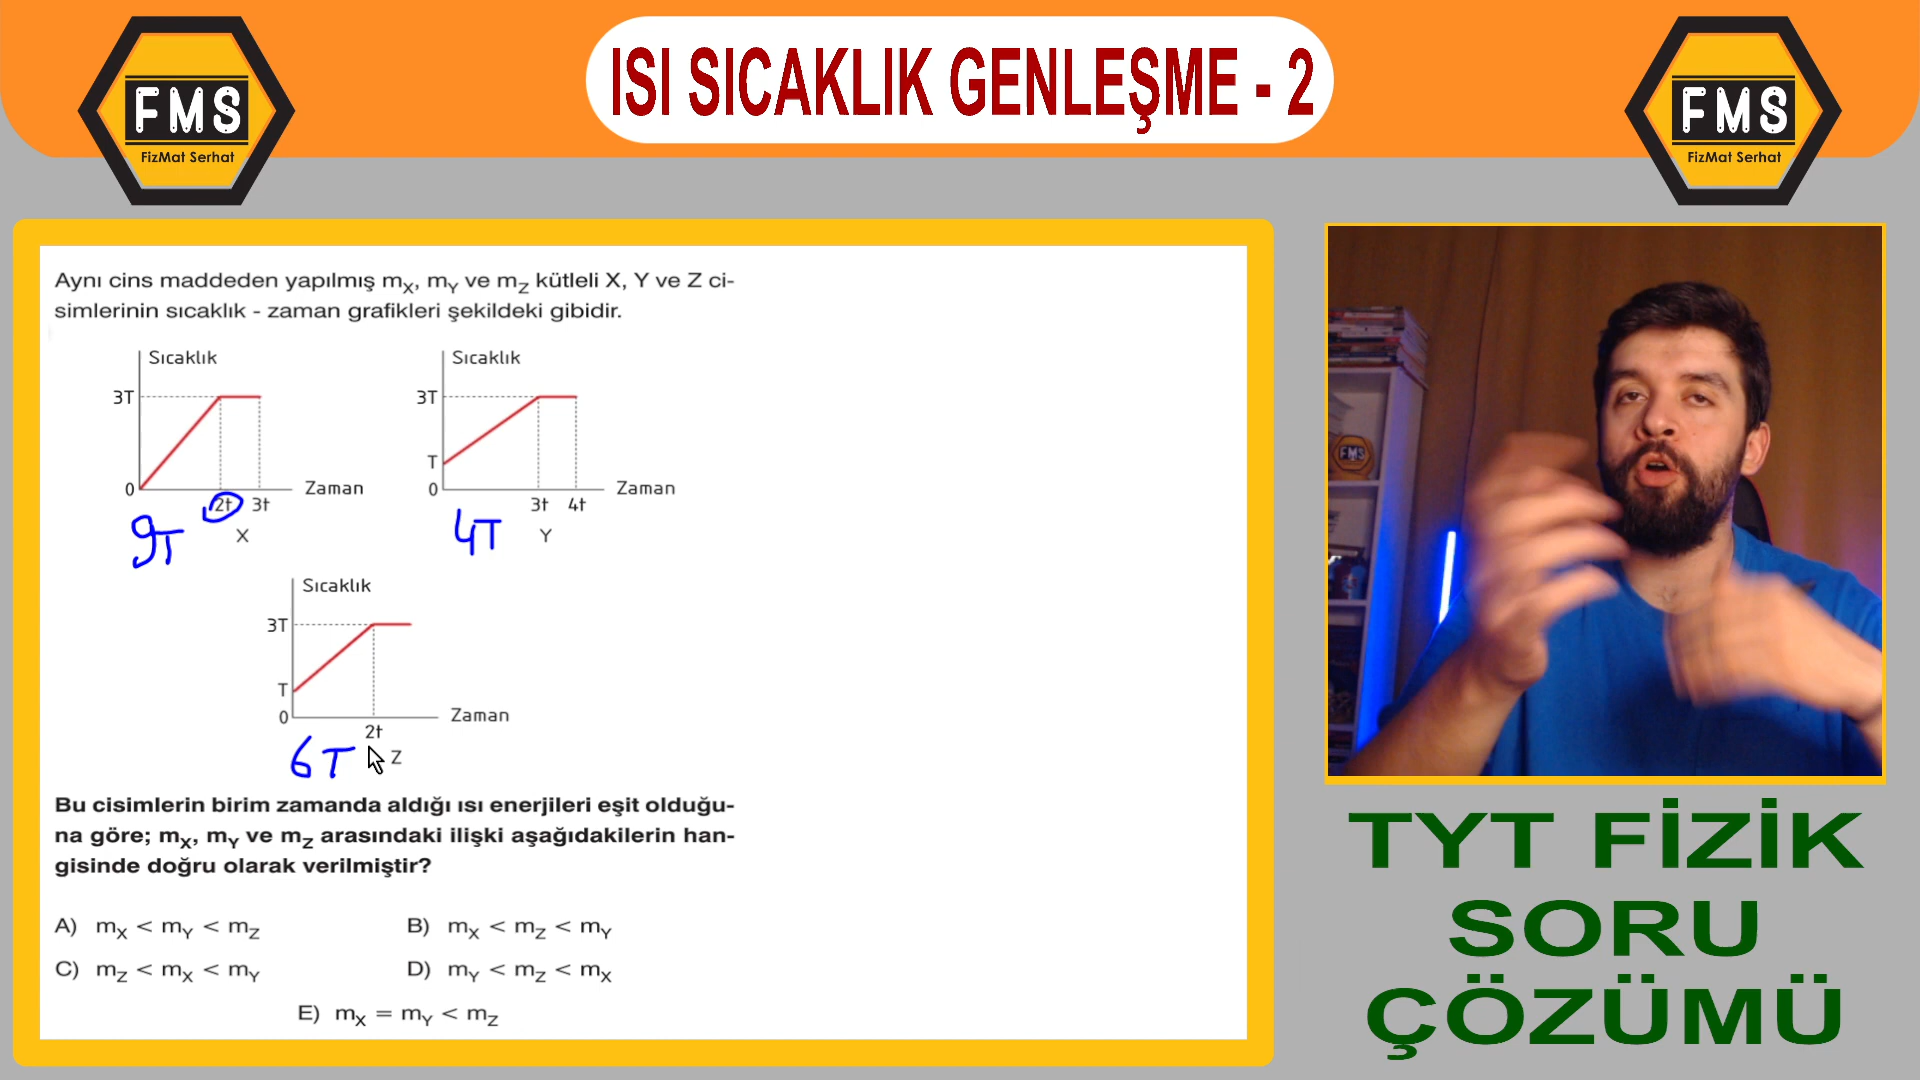 FMS
FizMat Serhat
ISI SICAKLIK GENLEŞME - 2
FMS
FizMat Serhat
Aynı cins maddeden yapılmış mX, mY ve mZ kütleli X, Y ve Z ci-
simlerinin sıcaklık - zaman grafikleri şekildeki gibidir.
Sıcaklık
3T
0
2t 3t
Zaman
X
9T
Sıcaklık
3T
T
0
3t 4t
Zaman
Y
4T
Sıcaklık
3T
T
0
2t
Zaman
Z
6T
Bu cisimlerin birim zamanda aldığı ısı enerjileri eşit olduğu-
na göre; mX, mY ve mZ arasındaki ilişki aşağıdakilerin han-
gisinde doğru olarak verilmiştir?
A) mX < mY < mZ
B) mX < mZ < mY
C) mZ < mX < mY
D) mY < mZ < mX
E) mX = mY < mZ
FMS
TYT FİZİK
SORU
ÇÖZÜMÜ